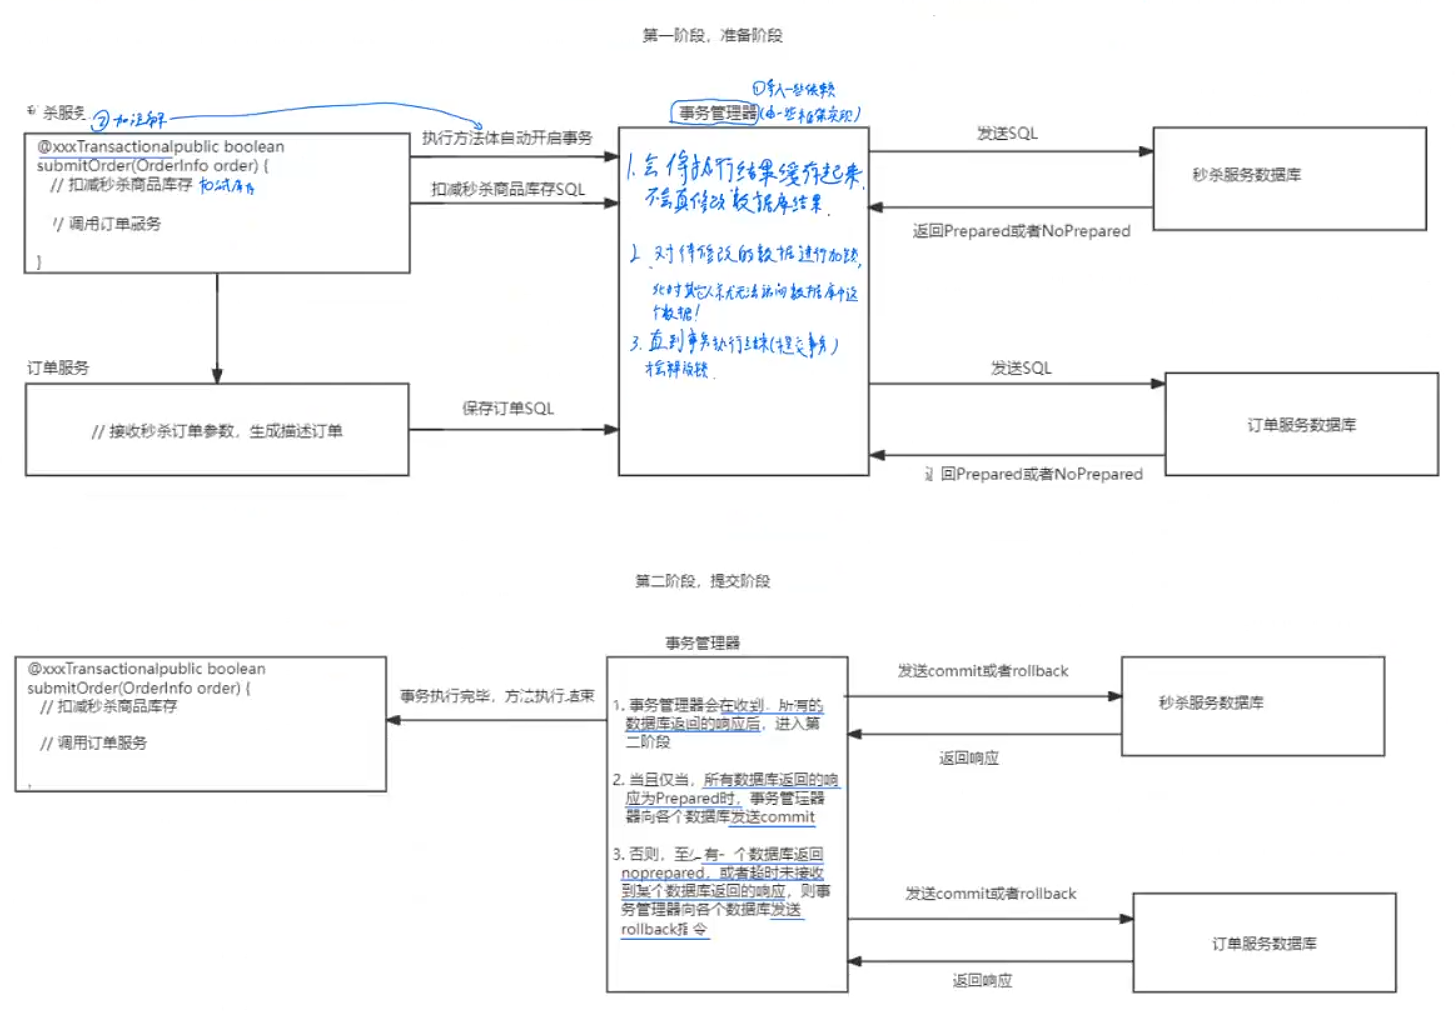 第一阶段，准备阶段
①导入一些依赖
秒杀服务
②加注解
事务管理器
(由一些框架实现)
@xxxTransactionalpublic boolean
submitOrder(OrderInfo order) {
// 扣减秒杀商品库存 扣减库存
// 调用订单服务
}
执行方法体自动开启事务
扣减秒杀商品库存SQL
1. 会将执行结果缓存起来,
不会真修改数据库结果.
2. 对待修改的数据进行加锁,
此时其它人就无法访问数据库中这
个数据!
3. 直到事务执行结束(提交事务)
才会释放锁.
发送SQL
秒杀服务数据库
返回Prepared或者NoPrepared
订单服务
// 接收秒杀订单参数，生成描述订单
保存订单SQL
发送SQL
订单服务数据库
返回Prepared或者NoPrepared
第二阶段，提交阶段
事务管理器
@xxxTransactionalpublic boolean
submitOrder(OrderInfo order) {
// 扣减秒杀商品库存
// 调用订单服务
事务执行完毕，方法执行结束
1. 事务管理器会在收到，所有的
数据库返回的响应后，进入第
二阶段
2. 当且仅当，所有数据库返回的响
应为Prepared时，事务管理器
器向各个数据库发送commit
3. 否则，至少有一个数据库返回
noprepared，或者超时未接收
到某个数据库返回的响应，则事
务管理器向各个数据库发送
rollback指令
发送commit或者rollback
秒杀服务数据库
返回响应
发送commit或者rollback
订单服务数据库
返回响应